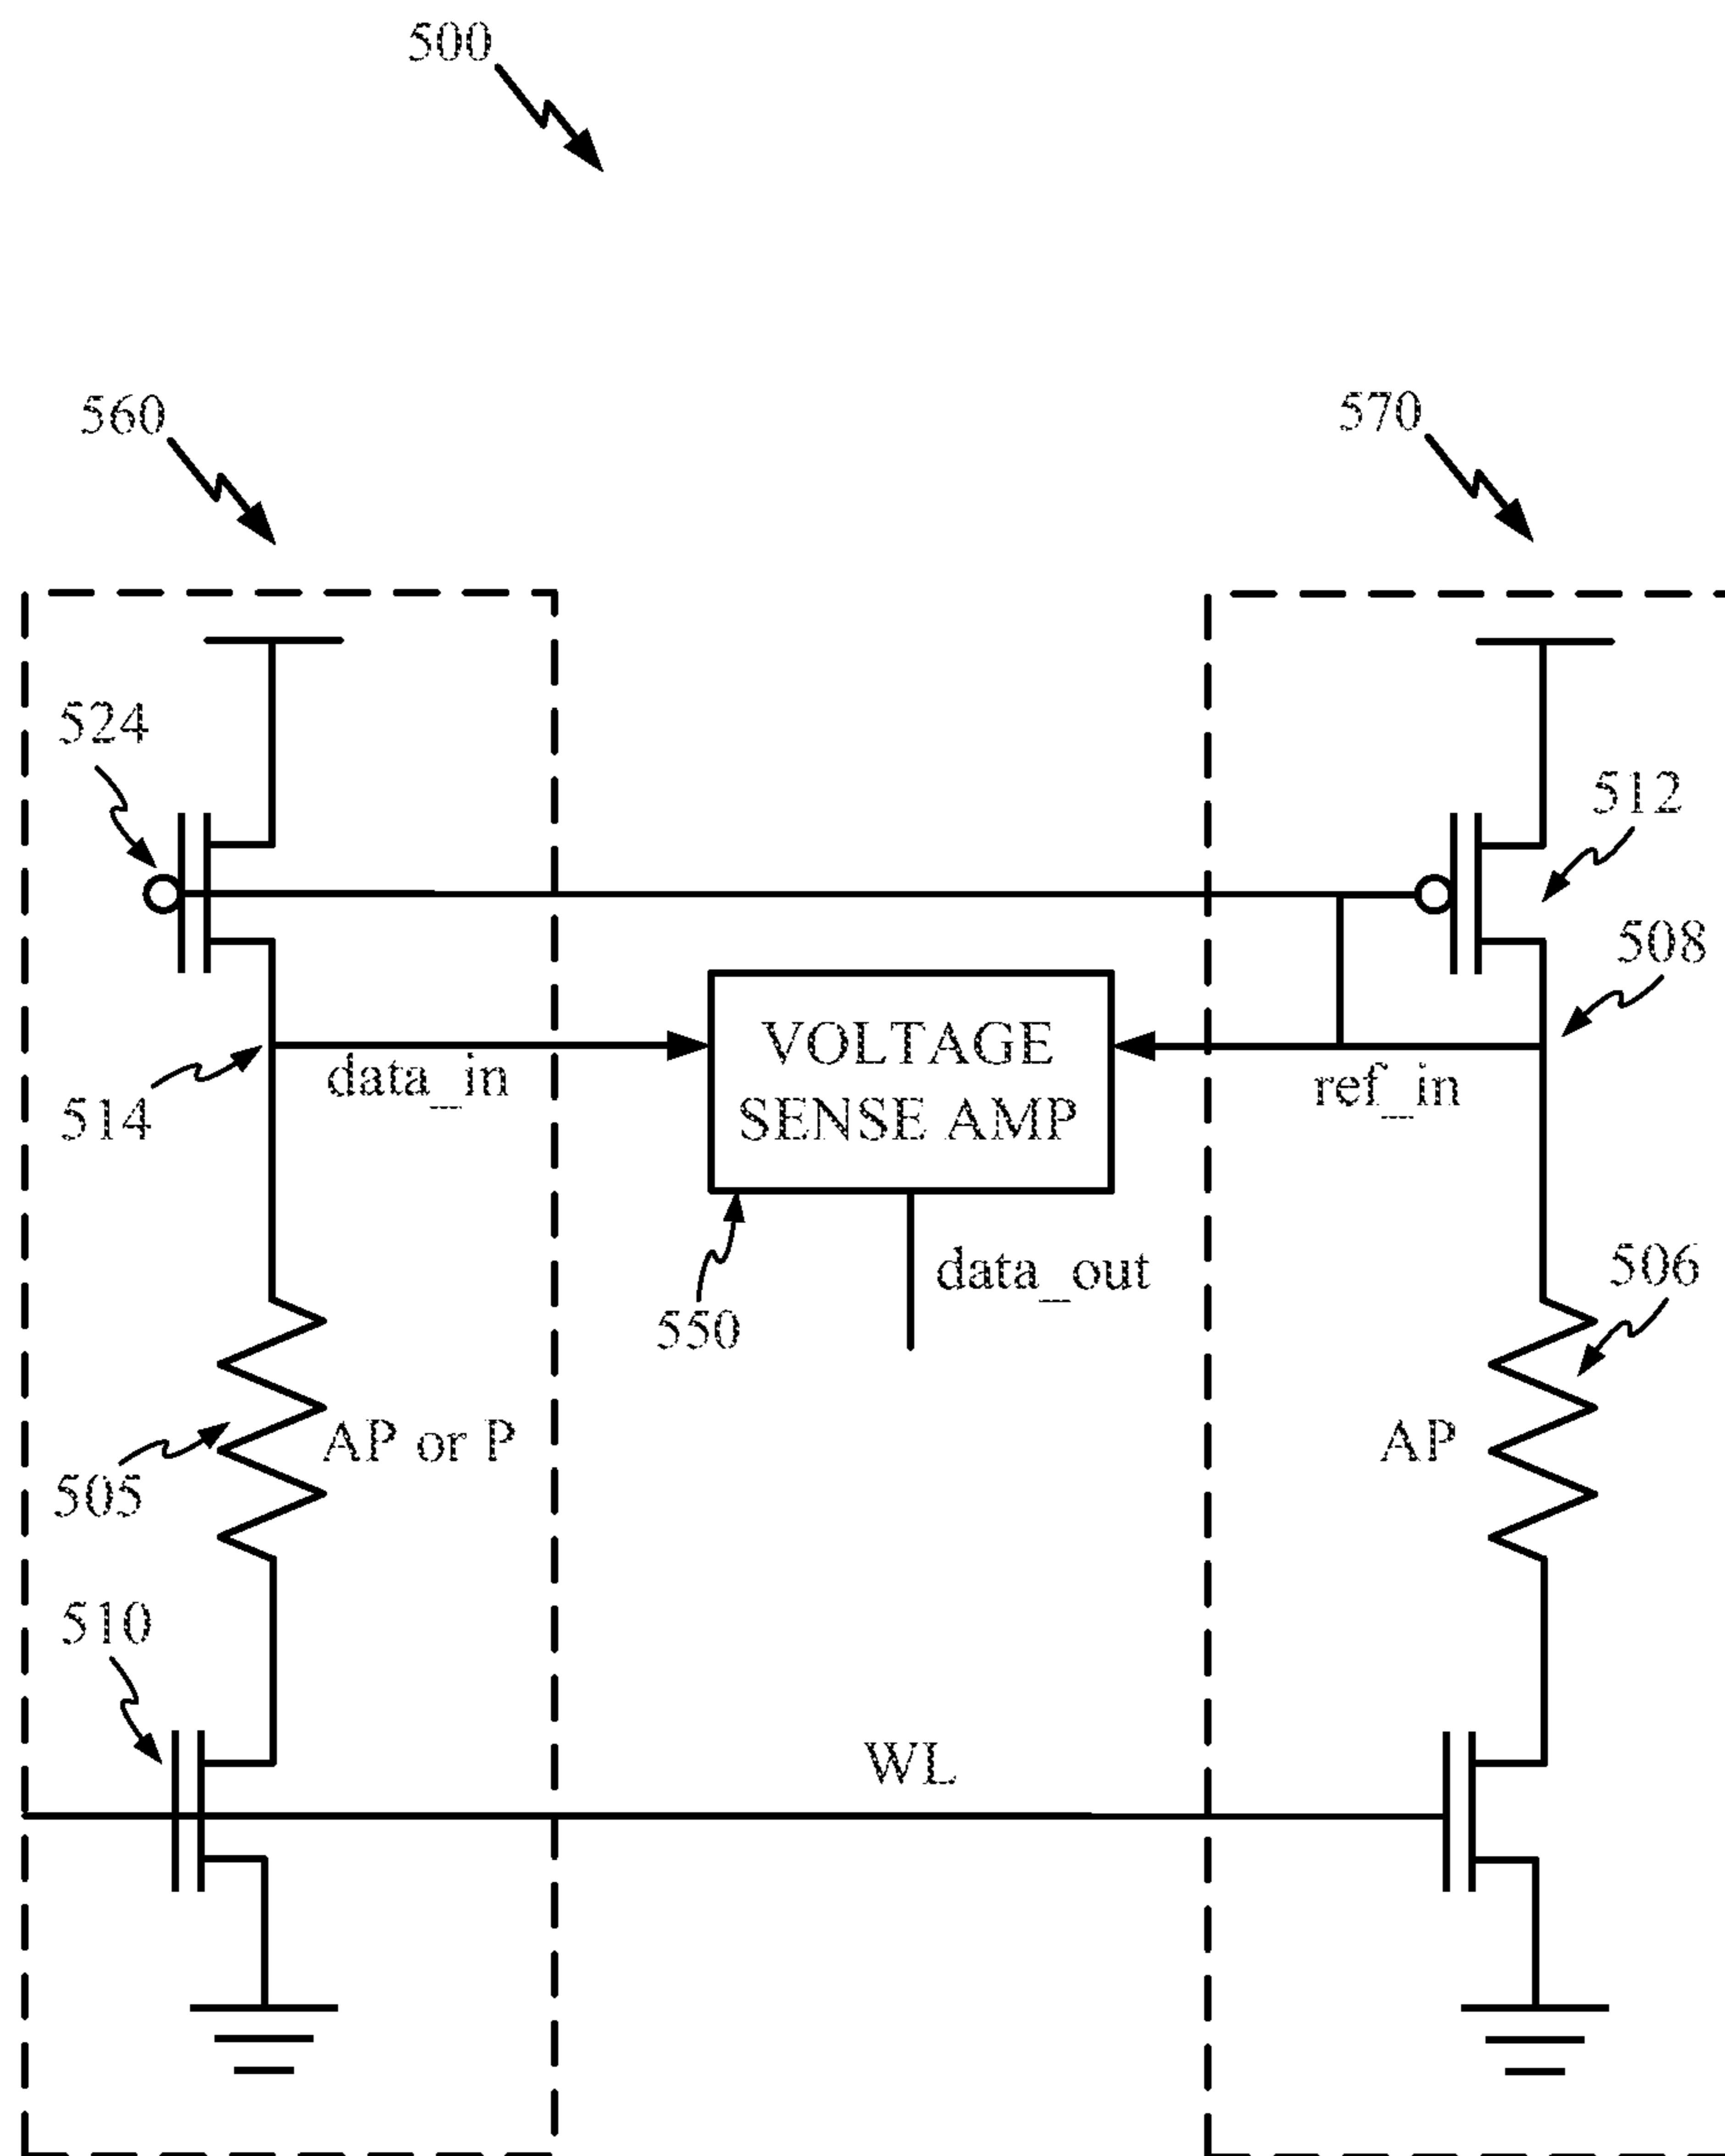 500
560
570
524
512
508
VOLTAGE
SENSE AMP
data_in
ref_in
514
data_out
506
550
AP or P
AP
505
510
WL